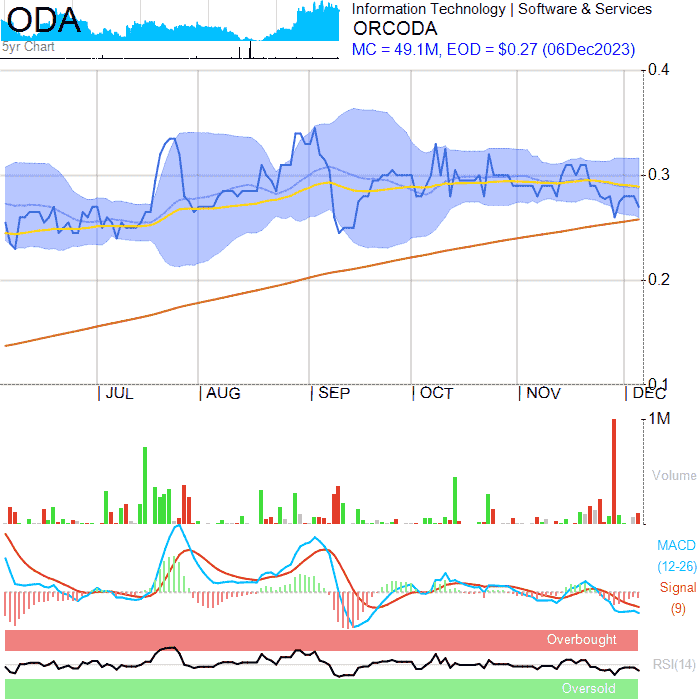 ODA
5yr Chart
Information Technology | Software & Services
ORCODA
MC = 49.1M, EOD = $0.27 (06Dec2023)
0.4
0.3
0.2
0.1
| JUL | AUG | SEP | OCT | NOV | DEC
1M
Volume
MACD
(12-26)
Signal
(9)
Overbought
RSI(14)
Oversold